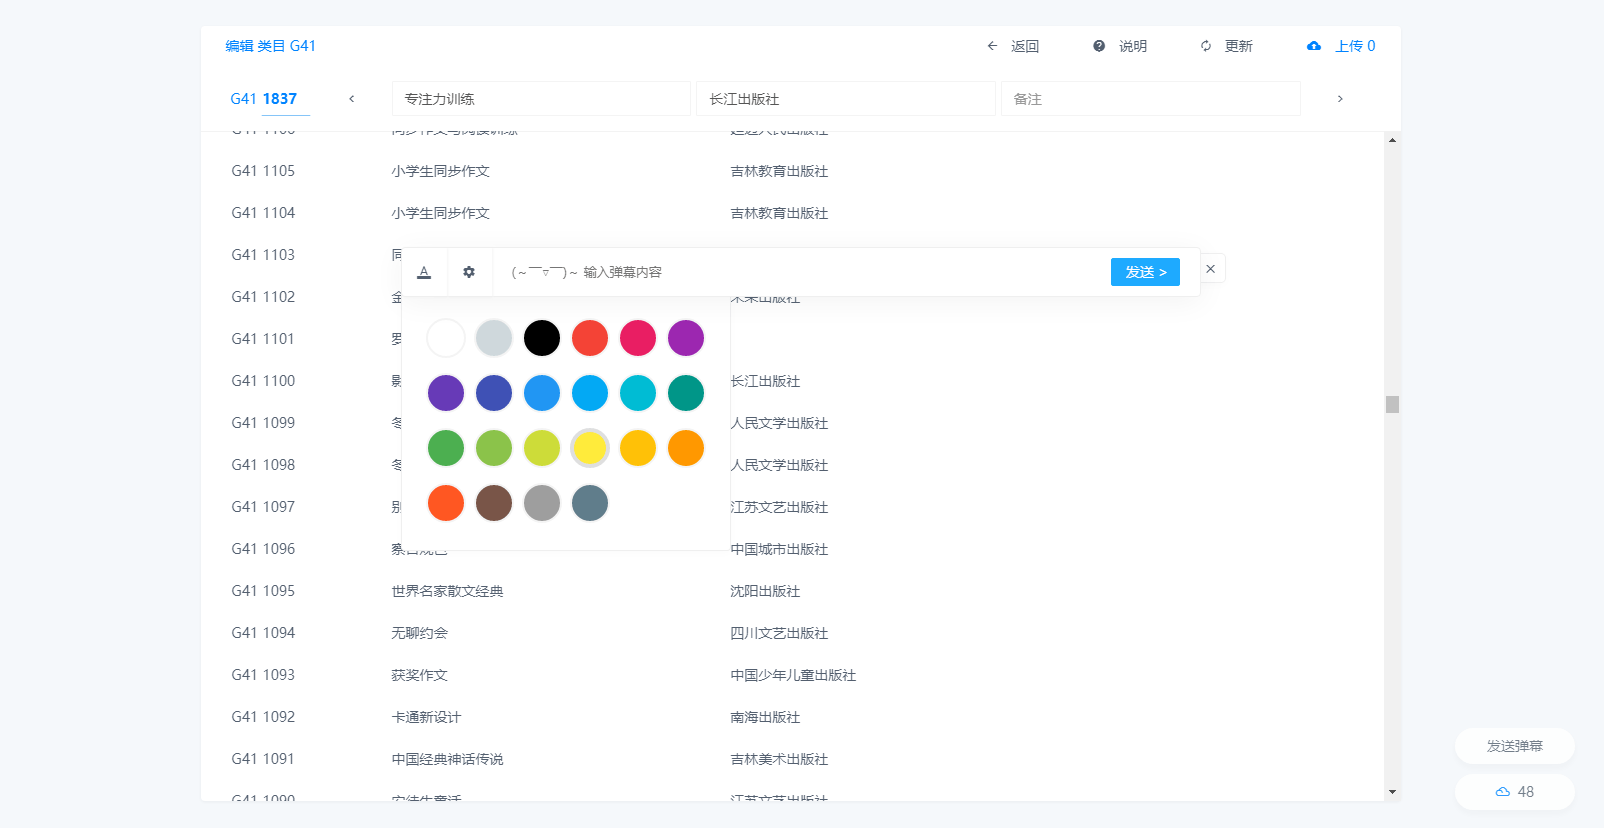 编辑 类目 G41
返回
说明
更新
上传 0
G41 1837
专注力训练
长江出版社
备注
G41 1105 小学生同步作文 吉林教育出版社
G41 1104 小学生同步作文 吉林教育出版社
G41 1103
(～￣▽￣)～ 输入弹幕内容
发送 >
G41 1102
G41 1101
G41 1100 长江出版社
G41 1099 人民文学出版社
G41 1098 人民文学出版社
G41 1097 江苏文艺出版社
G41 1096 中国城市出版社
G41 1095 世界名家散文经典 沈阳出版社
G41 1094 无聊约会 四川文艺出版社
G41 1093 获奖作文 中国少年儿童出版社
G41 1092 卡通新设计 南海出版社
G41 1091 中国经典神话传说 吉林美术出版社
发送弹幕
48